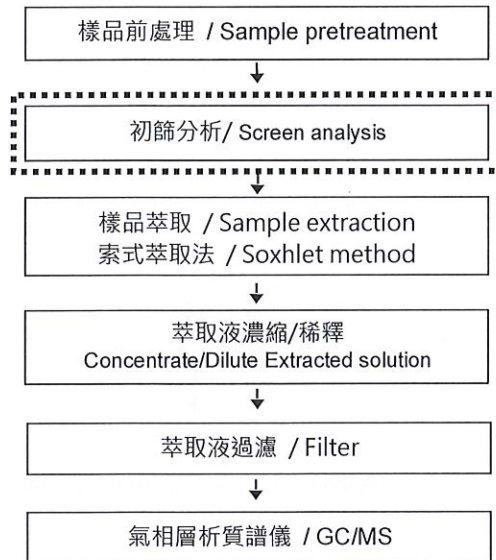 樣品前處理 / Sample pretreatment
初篩分析/ Screen analysis
樣品萃取 / Sample extraction
索式萃取法 / Soxhlet method
萃取液濃縮/稀釋
Concentrate/Dilute Extracted solution
萃取液過濾 / Filter
氣相層析質譜儀 / GC/MS